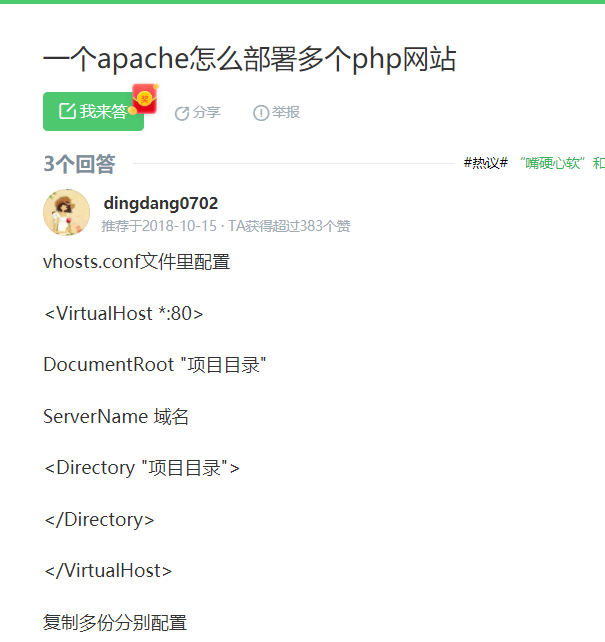 一个apache怎么部署多个php网站
我来答
奖
分享
举报
3个回答
#热议# “嘴硬心软”和
dingdang0702
推荐于2018-10-15 · TA获得超过383个赞
vhosts.conf文件里配置
<VirtualHost *:80>
DocumentRoot "项目目录"
ServerName 域名
<Directory "项目目录">
</Directory>
</VirtualHost>
复制多份分别配置